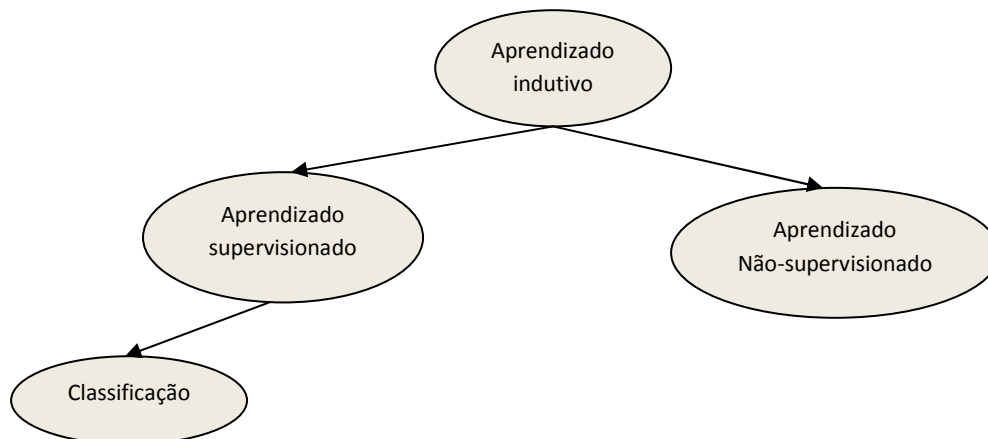 Aprendizado
indutivo
Aprendizado
supervisionado
Aprendizado
Não-supervisionado
Classificação